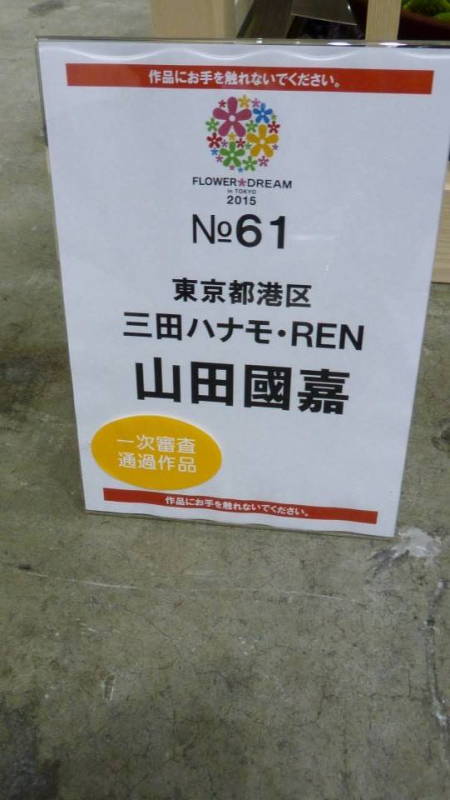 作品にお手を触れないでください。
FLOWER★DREAM
in TOKYO
2015
№61
東京都港区
三田ハナモ・REN
山田國嘉
一次審査
通過作品
作品にお手を触れないでください。